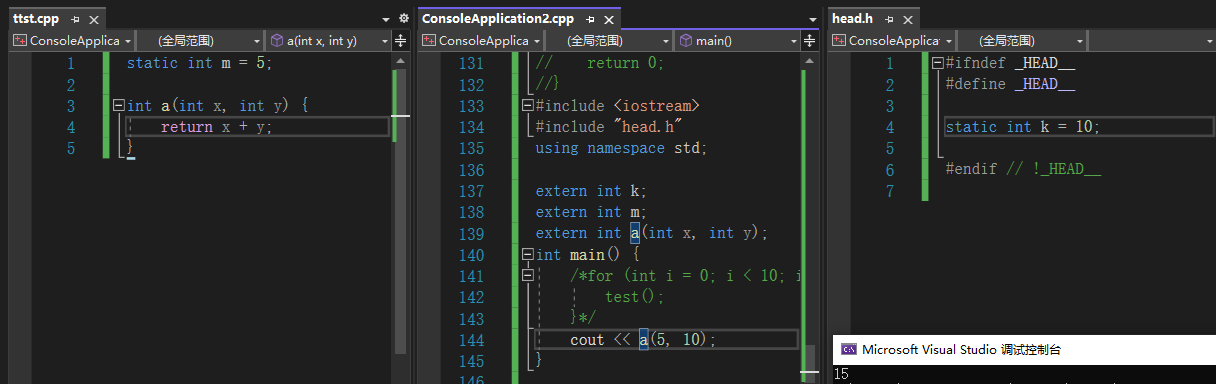 ttst.cpp
ConsoleApplica
(全局范围)
a(int x, int y)
1 static int m = 5;
2
3 int a(int x, int y) {
4 return x + y;
5 }
ConsoleApplication2.cpp
ConsoleApplica
(全局范围)
main()
131 // return 0;
132 //}
133 #include <iostream>
134 #include "head.h"
135 using namespace std;
136
137 extern int k;
138 extern int m;
139 extern int a(int x, int y);
140 int main() {
141 /*for (int i = 0; i < 10; i
142 test();
143 }*/
144 cout << a(5, 10);
145 }
146
head.h
ConsoleApplicat
(全局范围)
1 #ifndef _HEAD__
2 #define _HEAD__
3
4 static int k = 10;
5
6 #endif // !_HEAD__
7
Microsoft Visual Studio 调试控制台
15